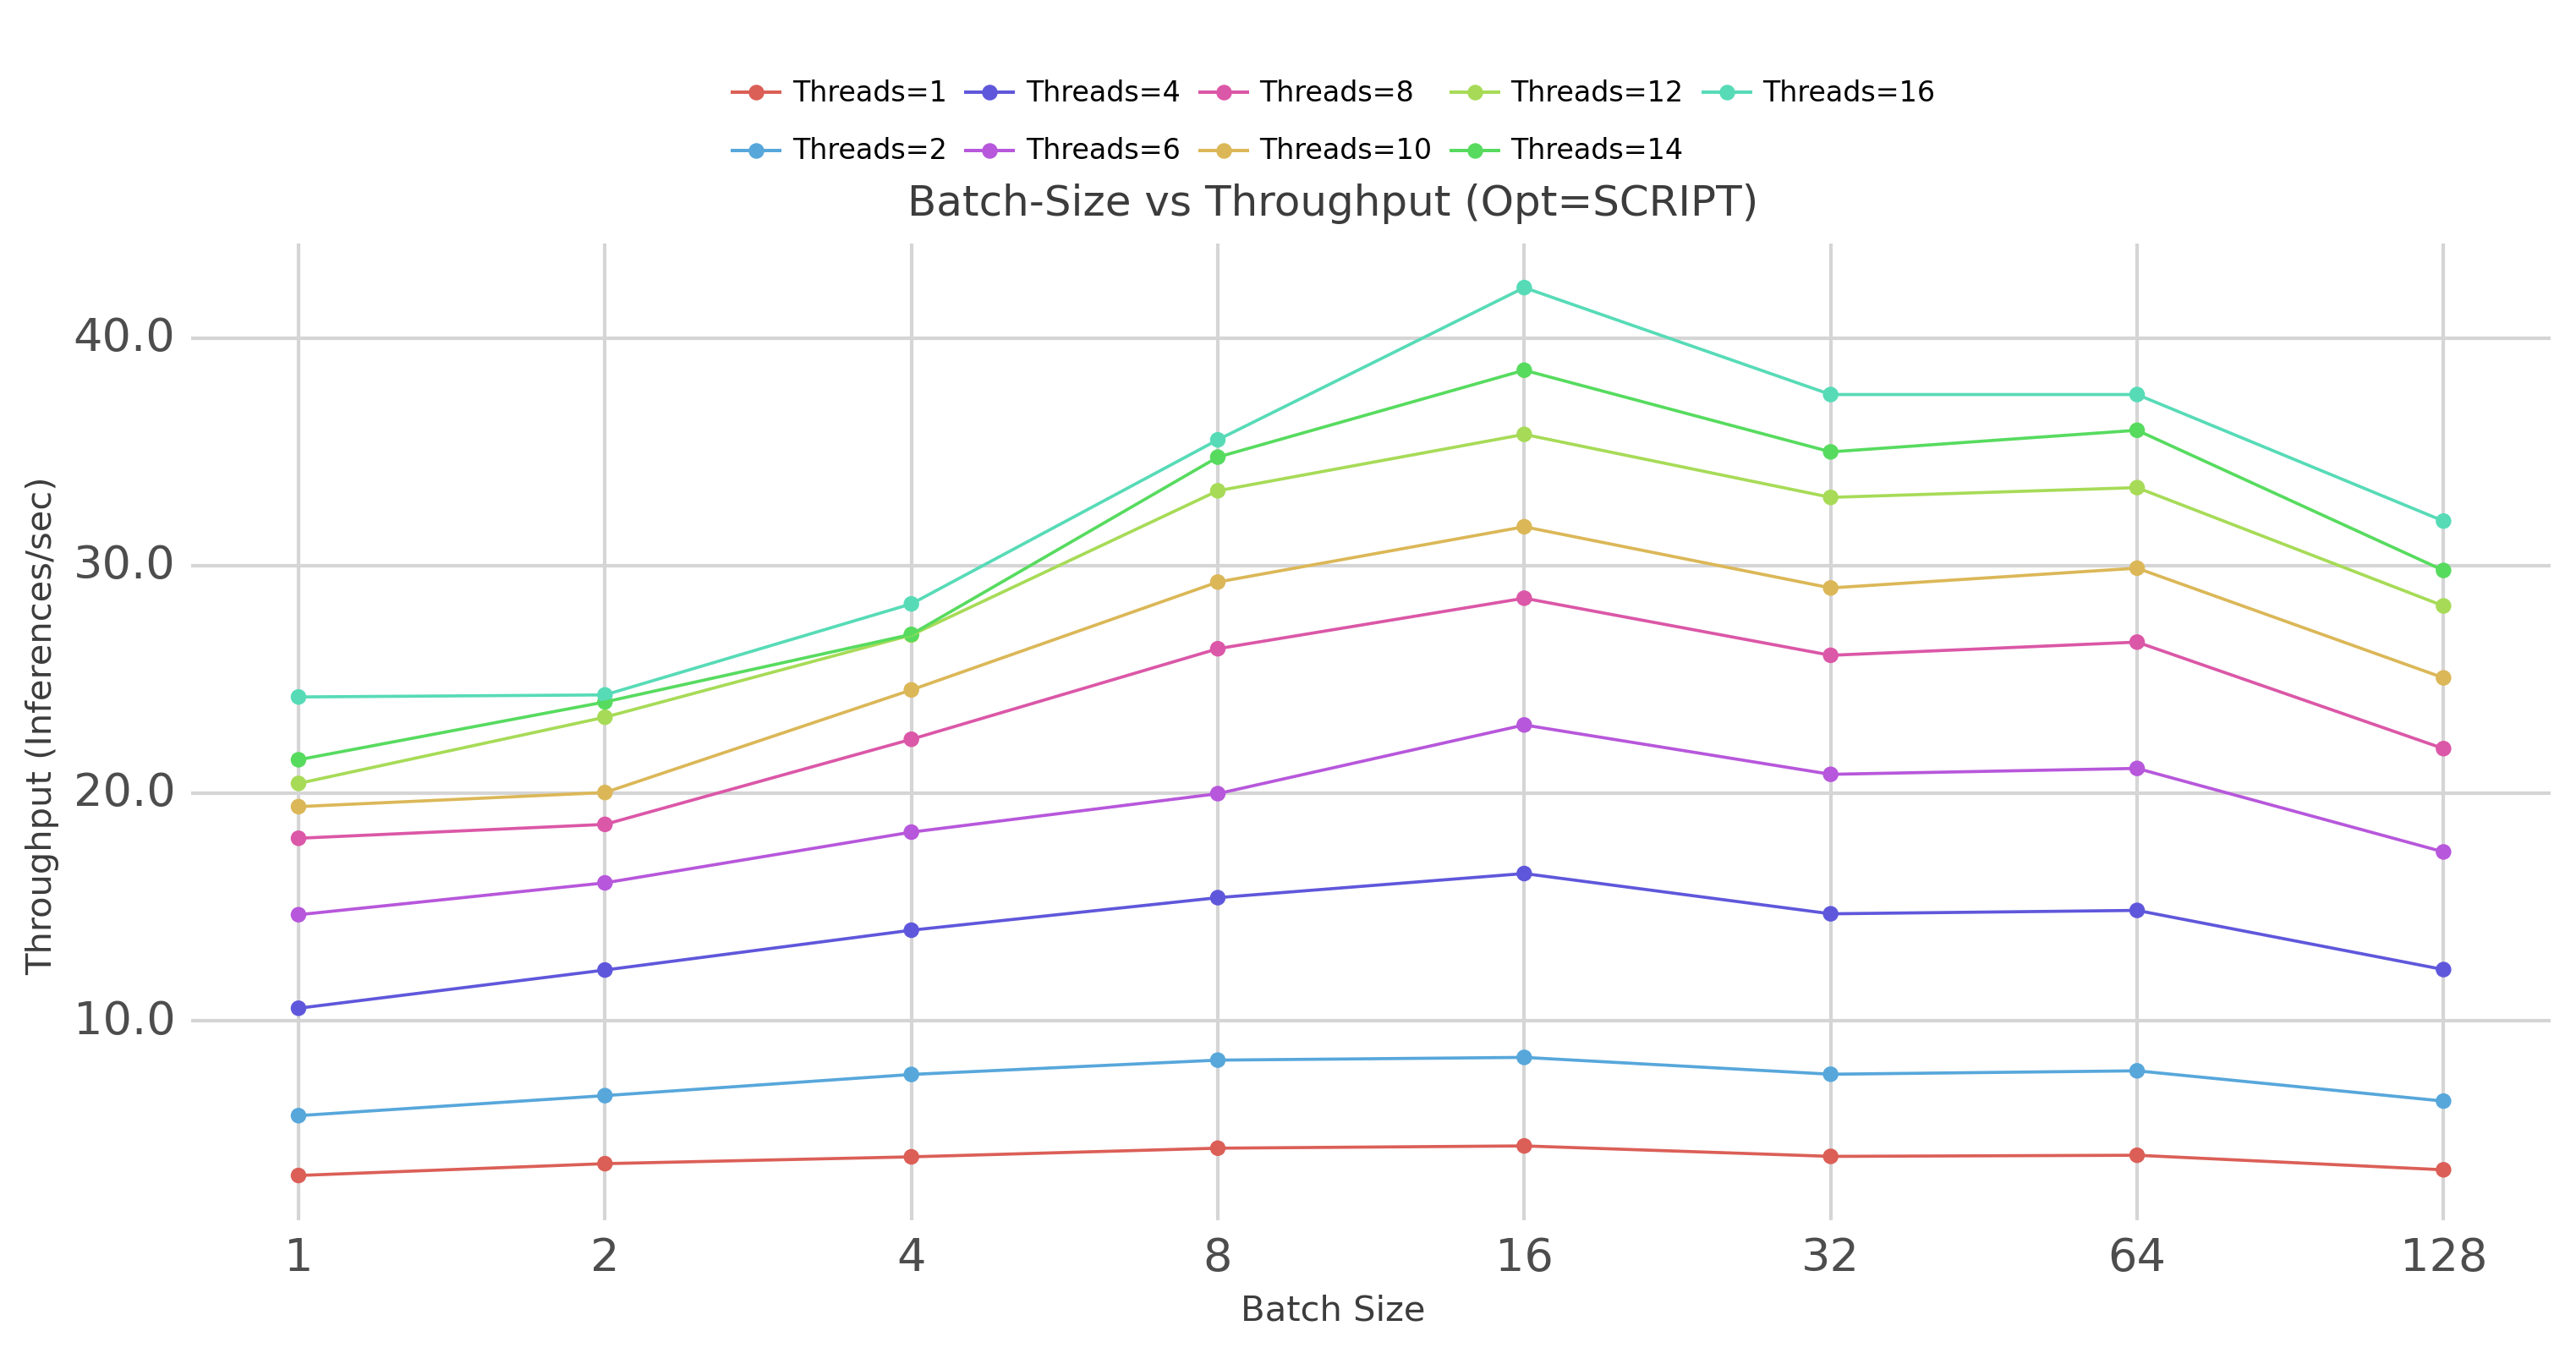 Threads=1 Threads=4 Threads=8 Threads=12 Threads=16
Threads=2 Threads=6 Threads=10 Threads=14
Batch-Size vs Throughput (Opt=SCRIPT)
Throughput (Inferences/sec)
40.0
30.0
20.0
10.0
1 2 4 8 16 32 64 128
Batch Size